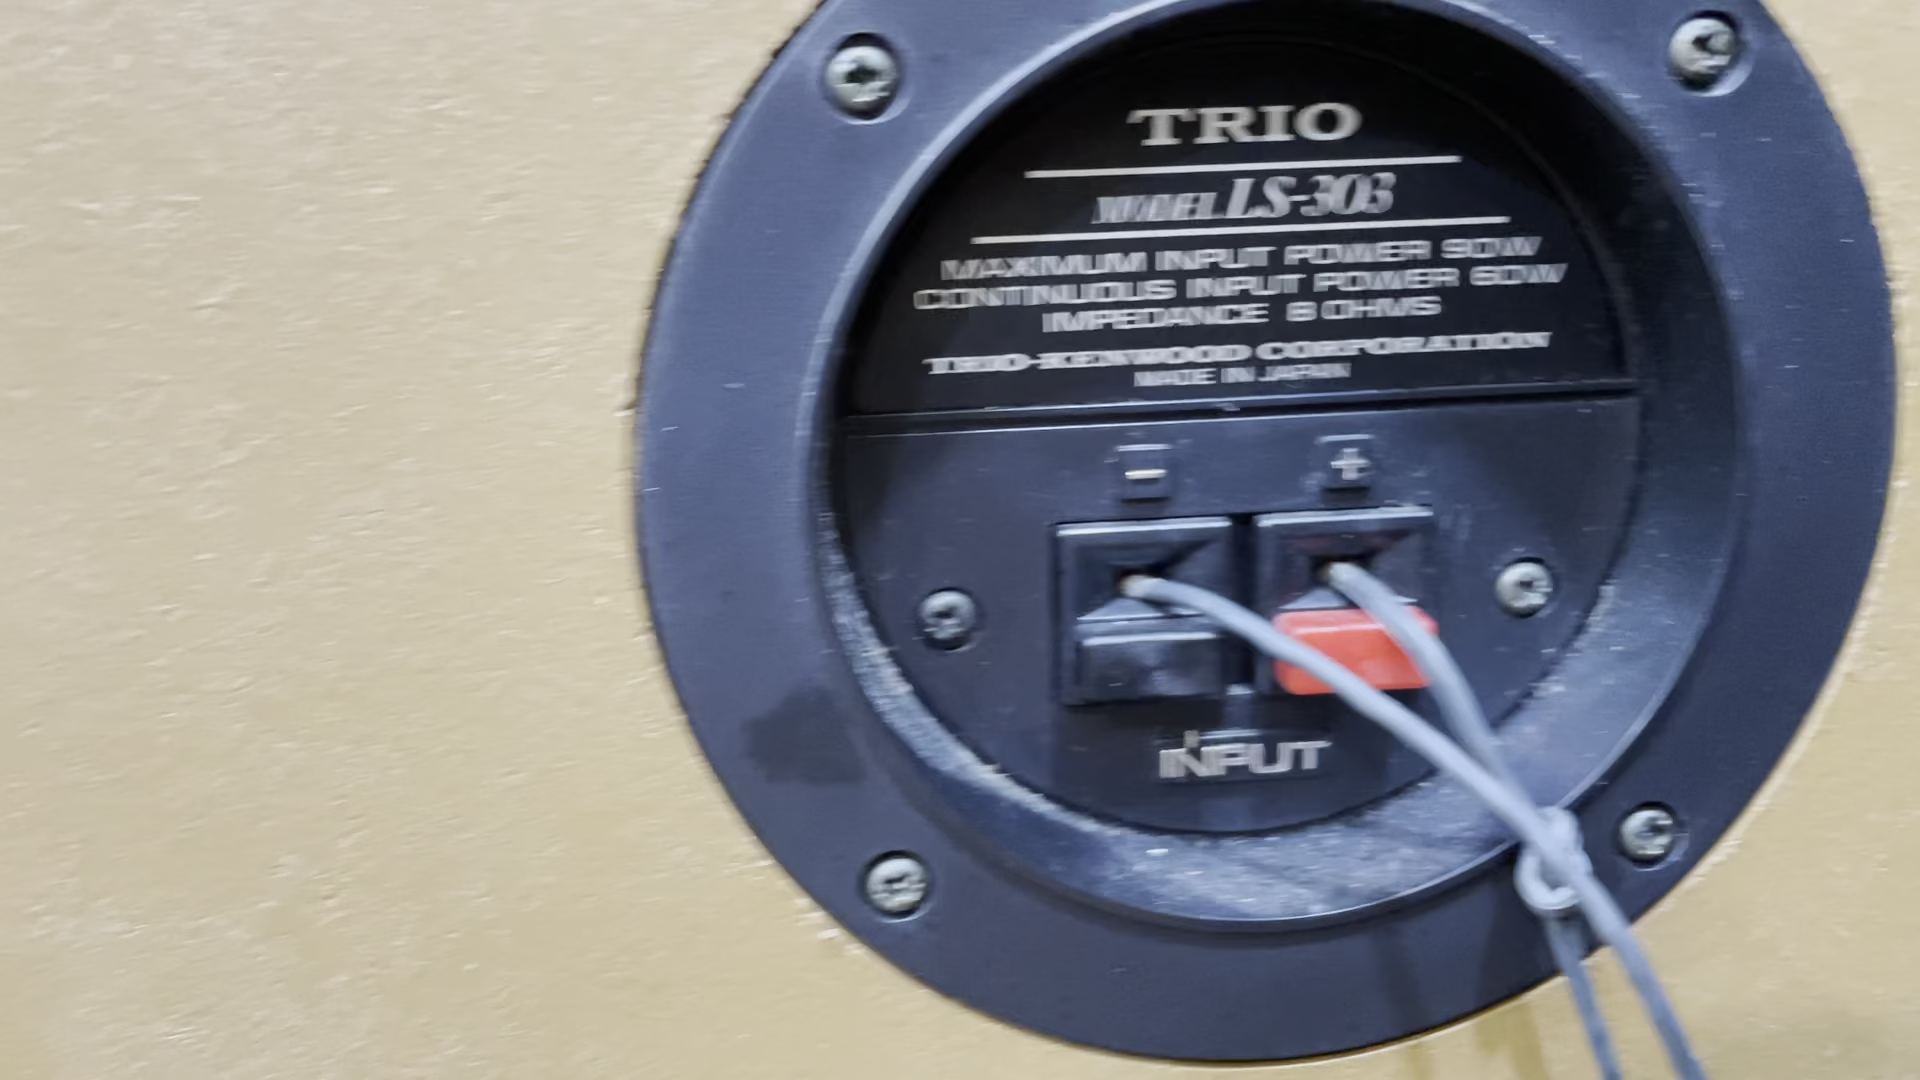 TRIO
MODEL LS-303
MAXIMUM INPUT POWER 90W
CONTINUOUS INPUT POWER 60W
IMPEDANCE 8 OHMS
TRIO-KENWOOD CORPORATION
MADE IN JAPAN
- +
INPUT